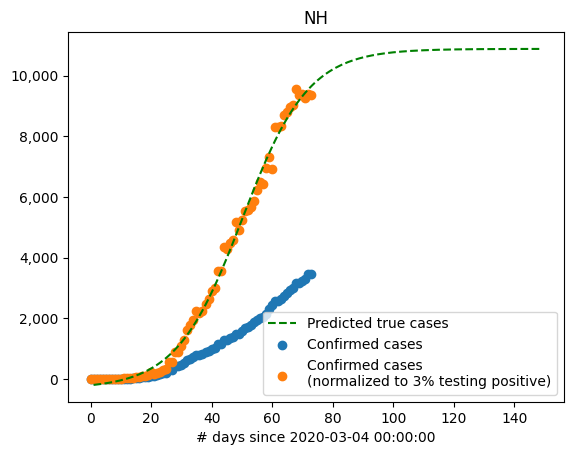 NH
10,000
8,000
6,000
4,000
2,000
0
Predicted true cases
Confirmed cases
Confirmed cases
(normalized to 3% testing positive)
0 20 40 60 80 100 120 140
# days since 2020-03-04 00:00:00